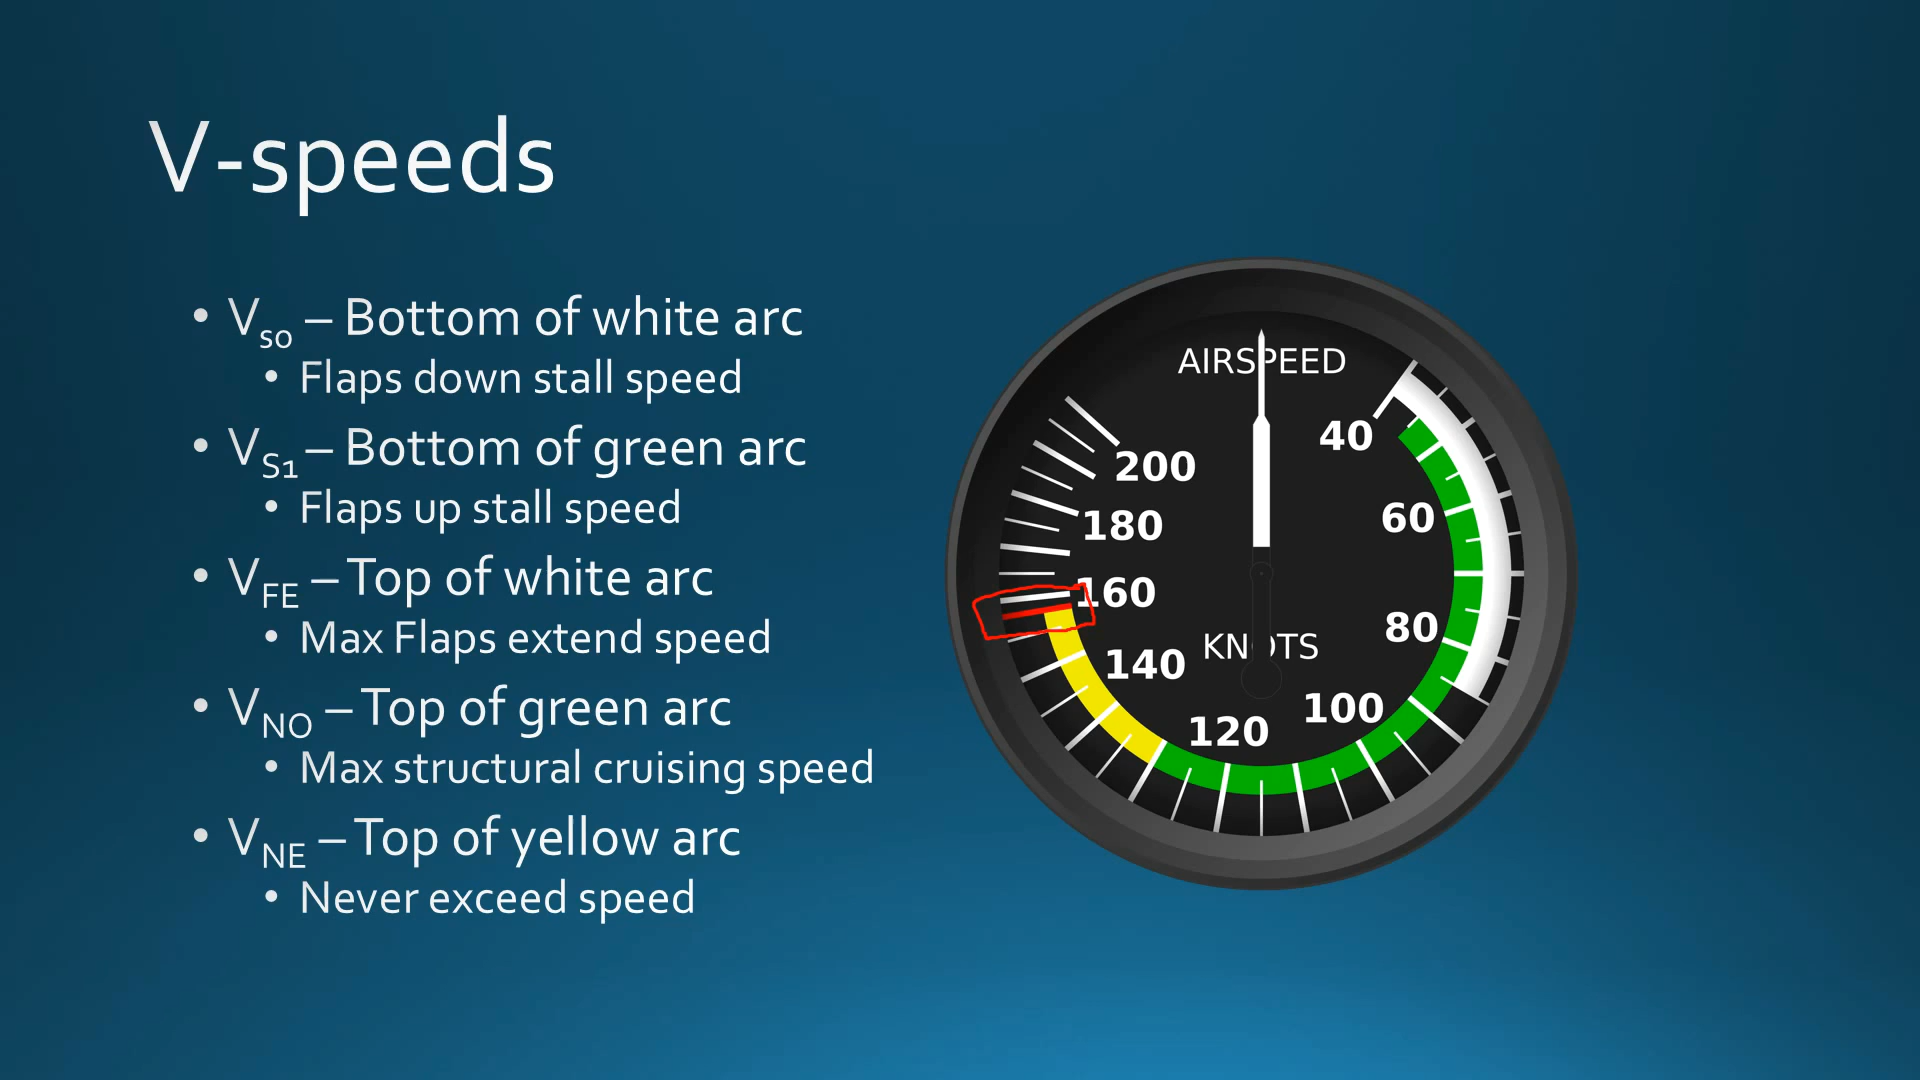 V-speeds
• Vso – Bottom of white arc
• Flaps down stall speed
• VS1 – Bottom of green arc
• Flaps up stall speed
• VFE – Top of white arc
• Max Flaps extend speed
• VNO – Top of green arc
• Max structural cruising speed
• VNE – Top of yellow arc
• Never exceed speed
AIRSPEED
40
60
80
100
120
140
160
180
200
KNOTS